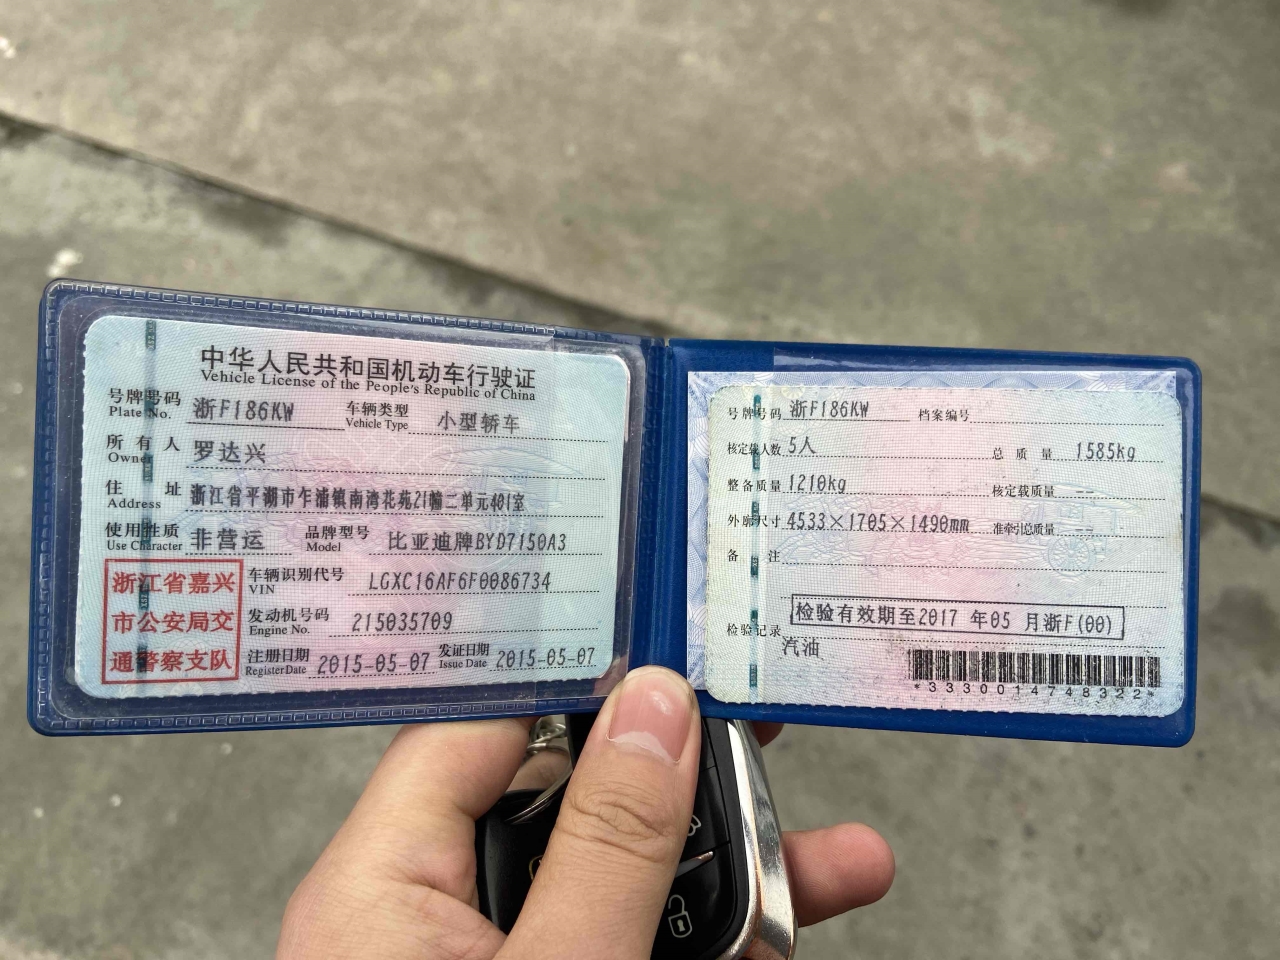 中华人民共和国机动车行驶证
Vehicle License of the People's Republic of China
号牌号码 浙F186KW 车辆类型 小型轿车
Plate No. Vehicle Type
所有人 罗达兴
Owner
住址 浙江省平湖市乍浦镇南湾花苑21幢二单元401室
Address
使用性质 非营运 品牌型号 比亚迪牌BYD7150A3
Use Character Model
浙江省嘉兴
市公安局交
通警察支队
车辆识别代号 LGXC16AF6F0086734
VIN
发动机号码 215035709
Engine No.
注册日期 2015-05-07 发证日期 2015-05-07
Register Date Issue Date
号牌号码 浙F186KW 档案编号
核定载人数 5人 总质量 1585kg
整备质量 1210kg 核定载质量 --
外廓尺寸 4533×1705×1490mm 准牵引总质量 --
备注
检验有效期至2017 年05 月浙F(00)
检验记录
汽油
*3330014748322*